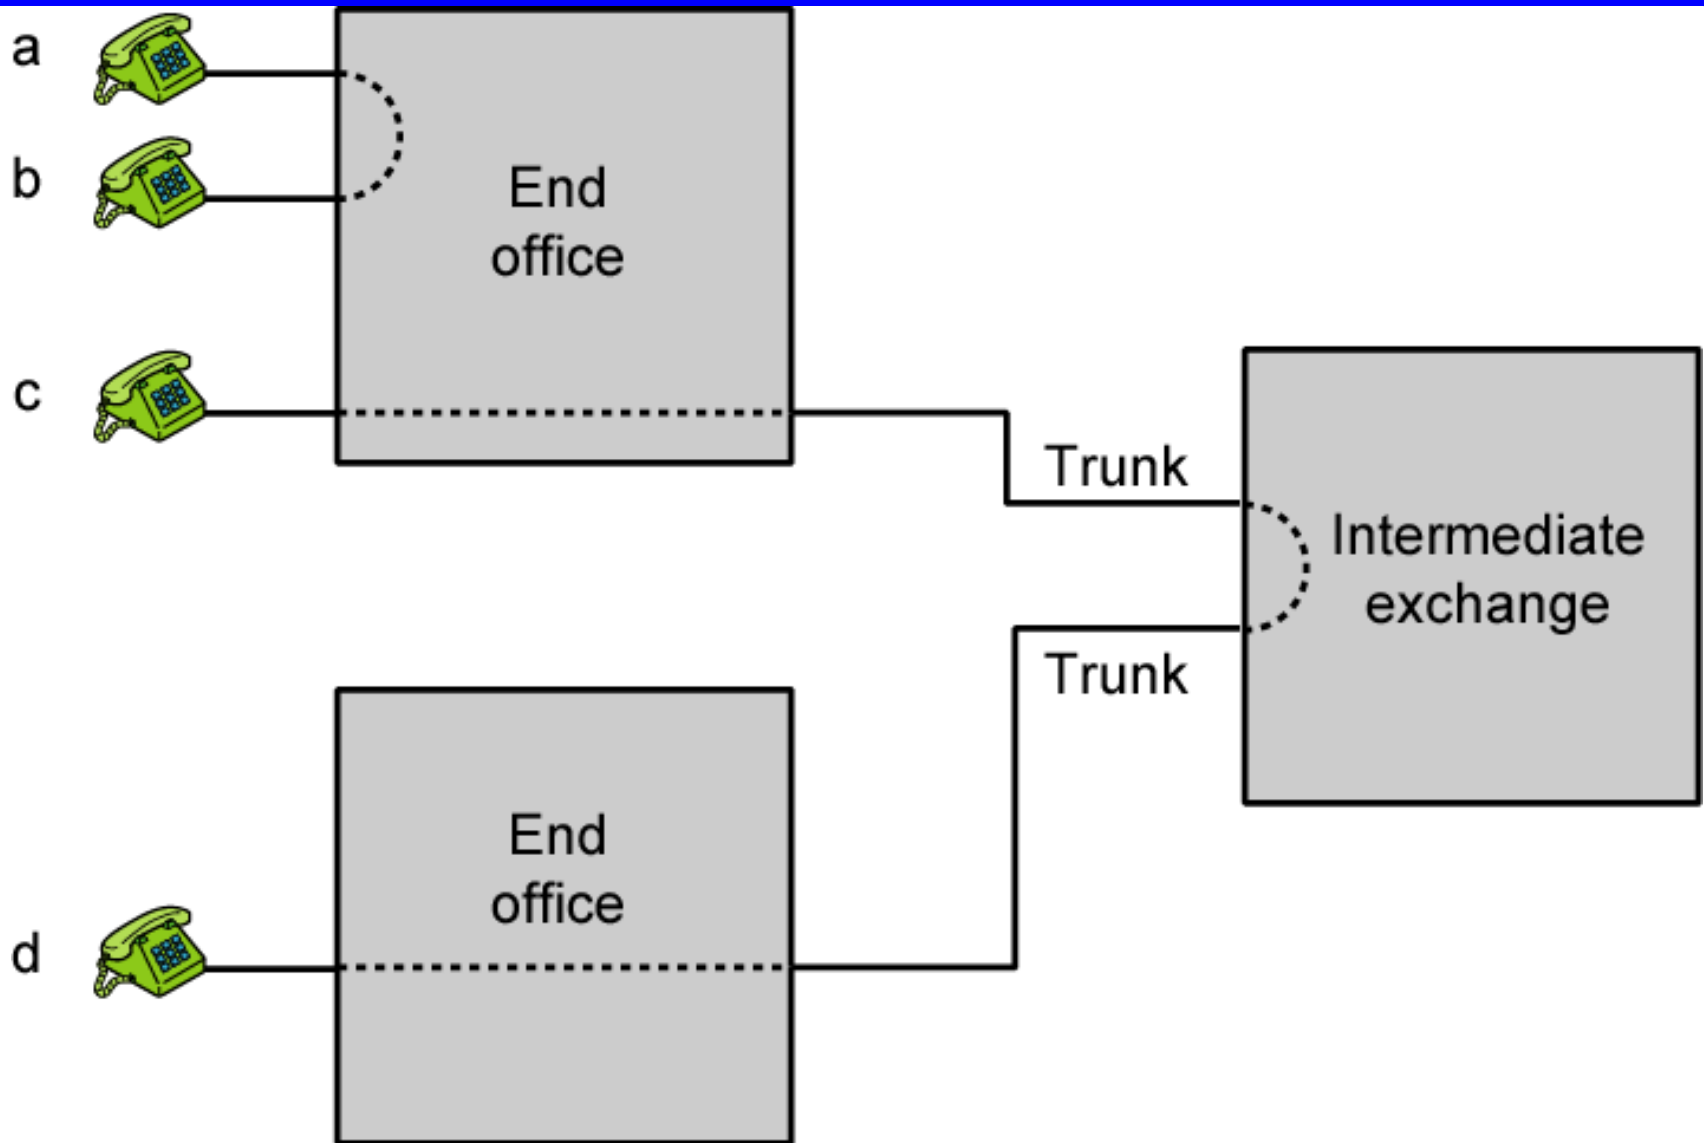 a
b
End
office
c
Trunk
Intermediate
exchange
Trunk
End
office
d